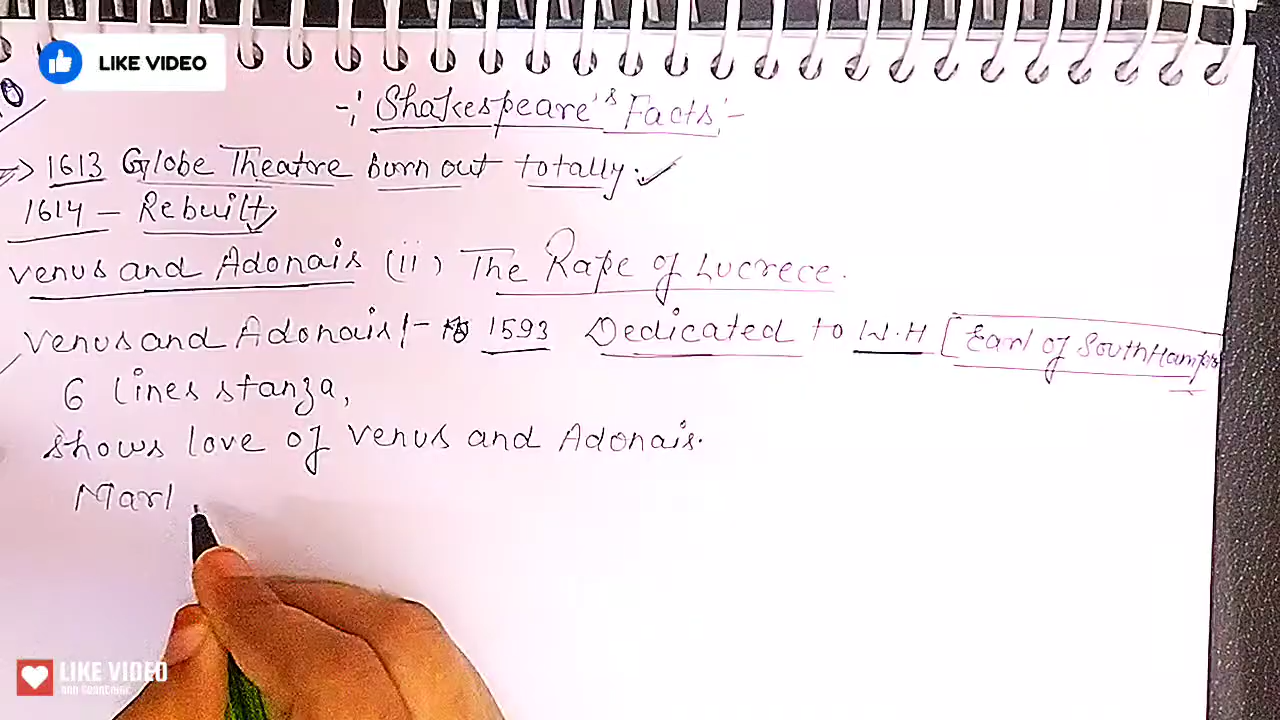 LIKE VIDEO
-: Shakespeare's Facts :-
=> 1613 Globe Theatre burn out totally.
1614 - Rebuilt
Venus and Adonais (ii) The Rape of Lucrece.
Venus and Adonais :- 1593 Dedicated to W.H [Earl of SouthHampton
6 lines stanza,
shows love of Venus and Adonais.
Marl
LIKE VIDEO
AND SUBSCRIBE